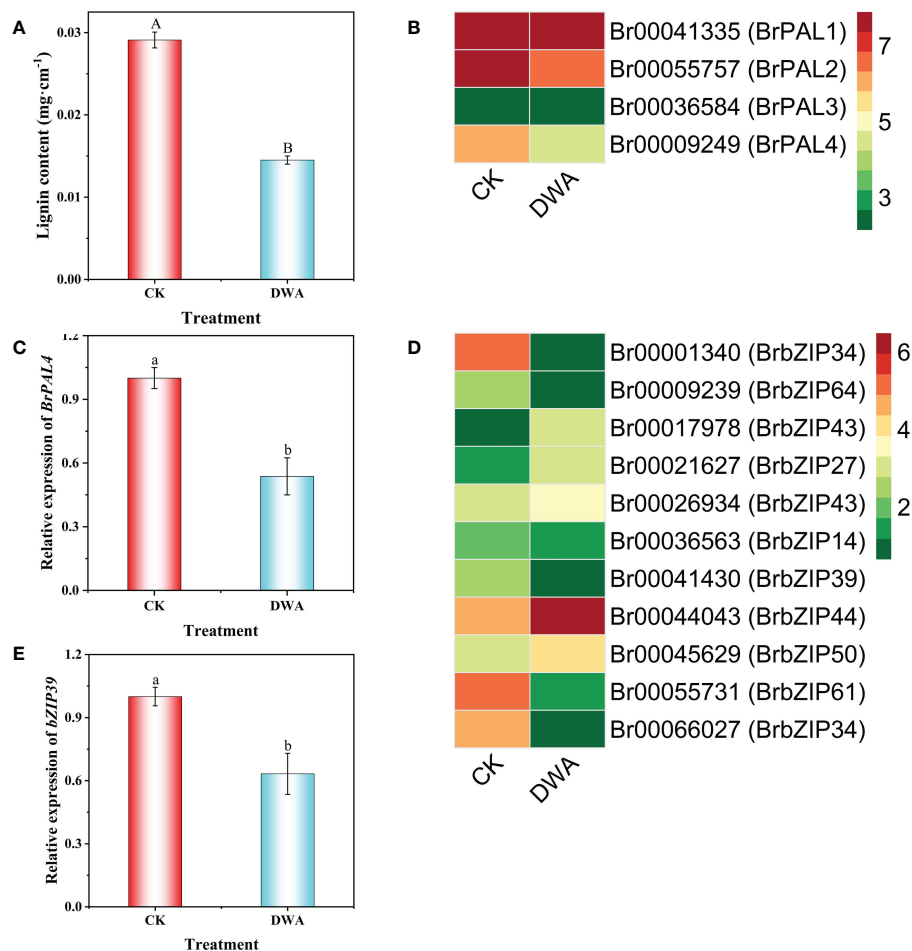 A
Lignin content (mg·cm⁻¹)
0.03
0.02
0.01
0.00
A
B
CK
DWA
Treatment
B
Br00041335 (BrPAL1)
Br00055757 (BrPAL2)
Br00036584 (BrPAL3)
Br00009249 (BrPAL4)
CK
DWA
7
5
3
C
Relative expression of BrPAL4
1.2
0.9
0.6
0.3
0.0
a
b
CK
DWA
Treatment
D
Br00001340 (BrbZIP34)
Br00009239 (BrbZIP64)
Br00017978 (BrbZIP43)
Br00021627 (BrbZIP27)
Br00026934 (BrbZIP43)
Br00036563 (BrbZIP14)
Br00041430 (BrbZIP39)
Br00044043 (BrbZIP44)
Br00045629 (BrbZIP50)
Br00055731 (BrbZIP61)
Br00066027 (BrbZIP34)
CK
DWA
6
4
2
E
Relative expression of bZIP39
1.2
0.9
0.6
0.3
0.0
a
b
CK
DWA
Treatment